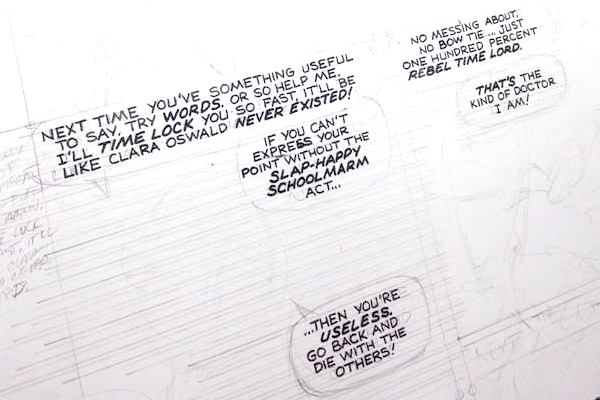 NEXT TIME YOU'VE SOMETHING USEFUL
TO SAY, TRY WORDS. OR SO HELP ME,
I'LL TIME LOCK YOU SO FAST, IT'LL BE
LIKE CLARA OSWALD NEVER EXISTED!
IF YOU CAN'T
EXPRESS YOUR
POINT WITHOUT THE
SLAP-HAPPY
SCHOOLMARM
ACT...
...THEN YOU'RE
USELESS.
GO BACK AND
DIE WITH THE
OTHERS!
NO MESSING ABOUT,
NO BOW TIE... JUST
ONE HUNDRED PERCENT
REBEL TIME LORD.
THAT'S THE
KIND OF DOCTOR
I AM!